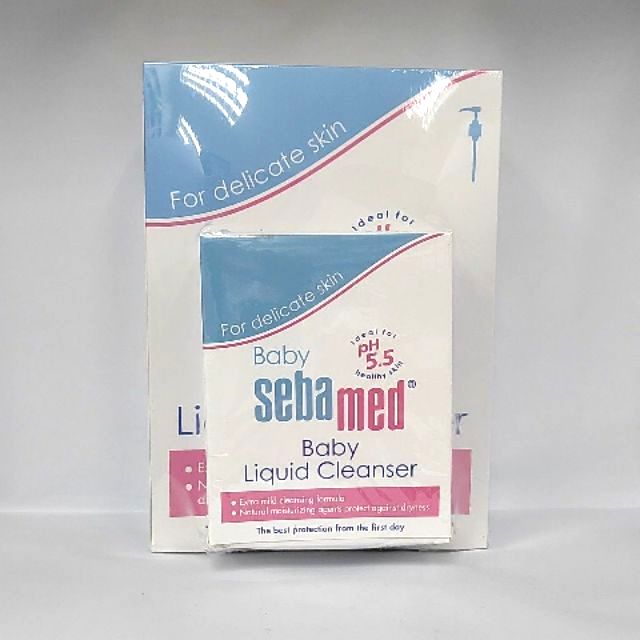 For delicate skin
Ideal for
For delicate skin
Baby
ideal for
pH
5.5
healthy skin
sebamed®
Baby
Liquid Cleanser
• Extra mild cleansing formula
• Natural moisturizing agents protect against dryness
The best protection from the first day